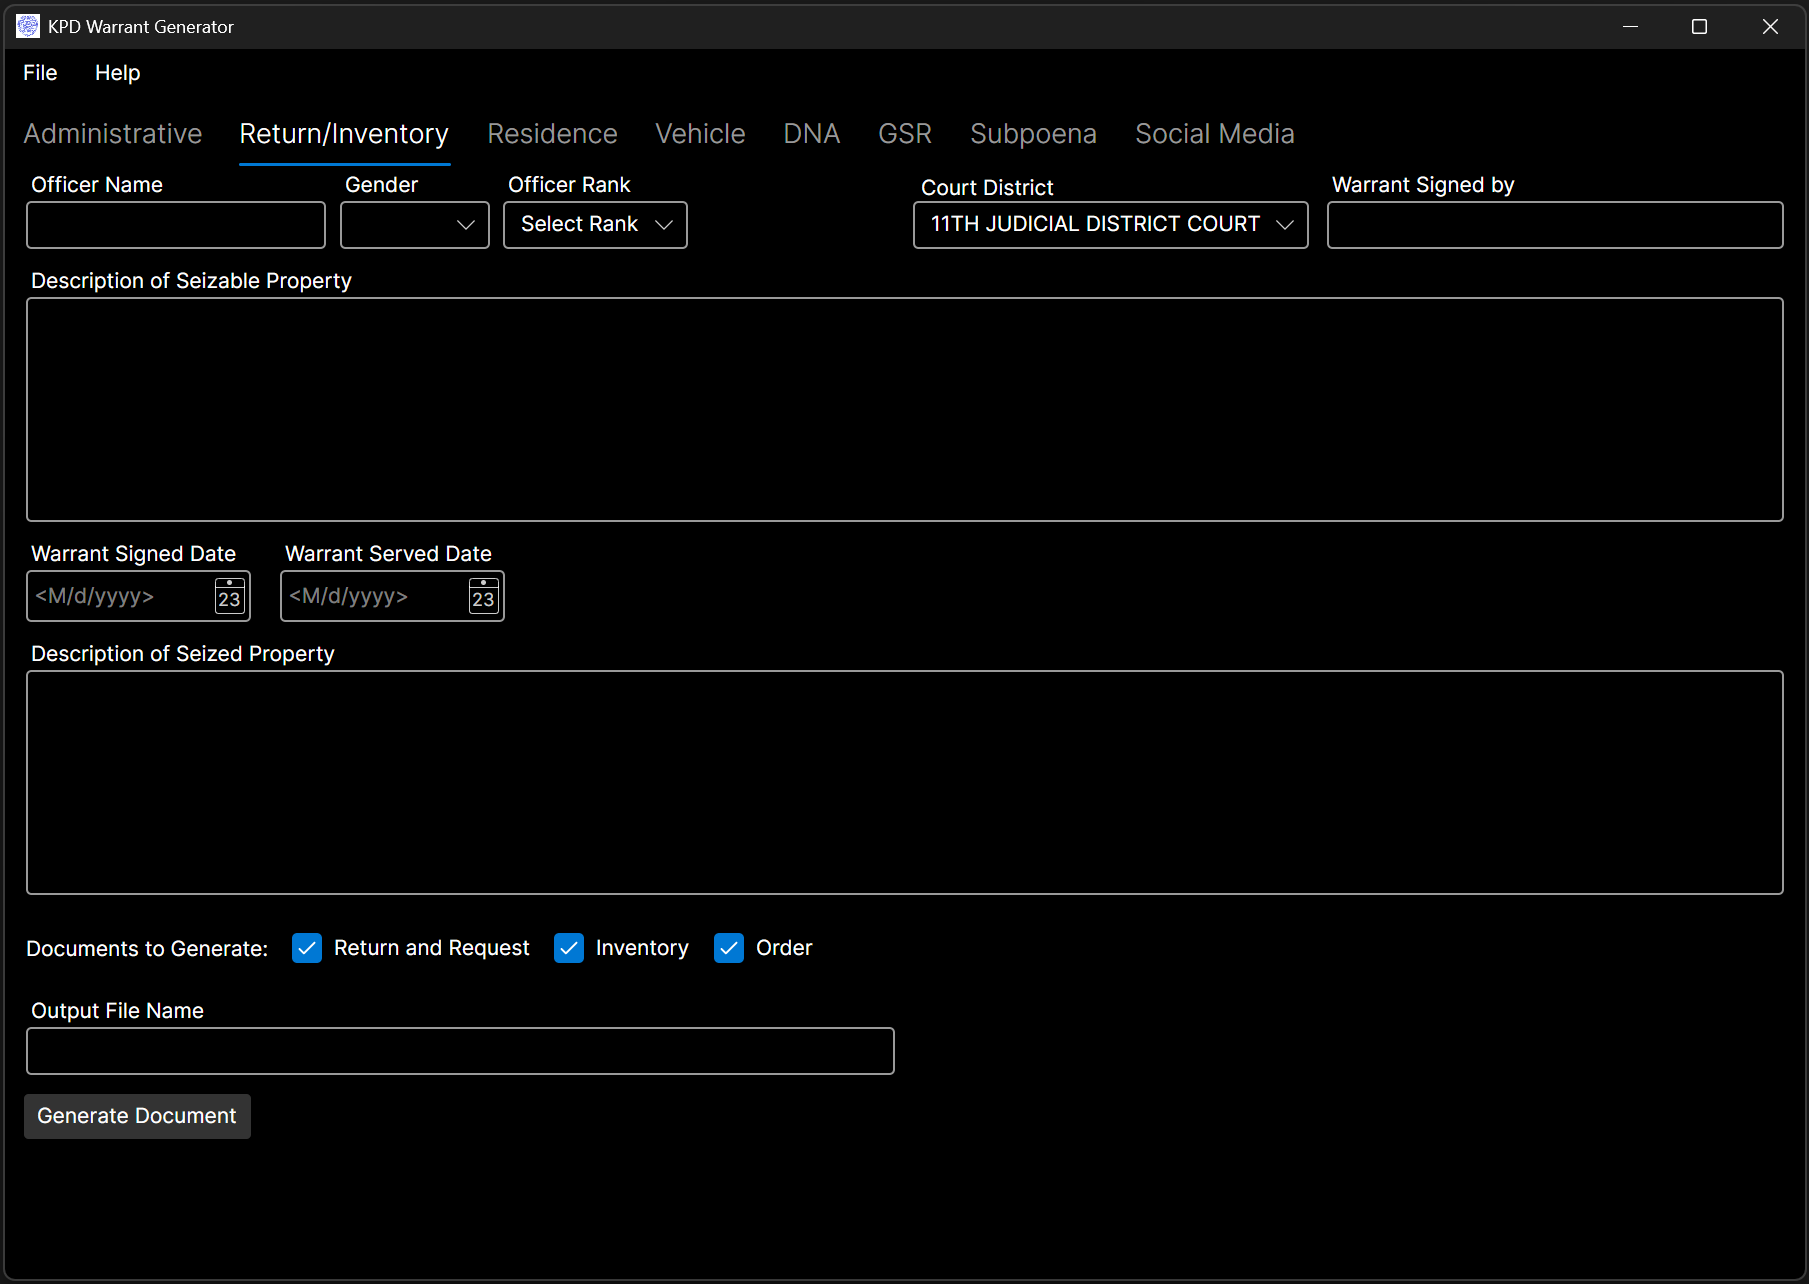 KPD Warrant Generator
File Help
Administrative Return/Inventory Residence Vehicle DNA GSR Subpoena Social Media
Officer Name Gender Officer Rank Court District Warrant Signed by
Select Rank 11TH JUDICIAL DISTRICT COURT
Description of Seizable Property
Warrant Signed Date Warrant Served Date
<M/d/yyyy> 23 <M/d/yyyy> 23
Description of Seized Property
Documents to Generate: Return and Request Inventory Order
Output File Name
Generate Document